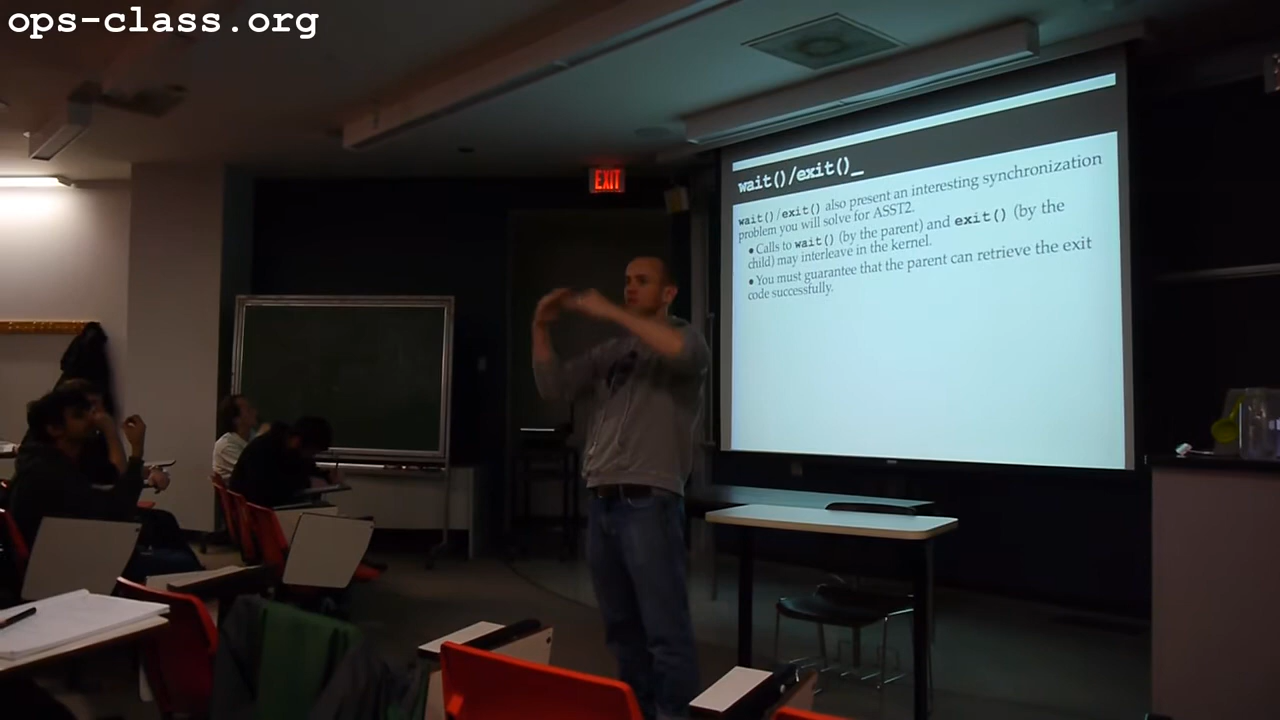 ops-class.org
EXIT
wait()/exit()_
wait()/exit() also present an interesting synchronization
problem you will solve for ASST2.
• Calls to wait() (by the parent) and exit() (by the
child) may interleave in the kernel.
• You must guarantee that the parent can retrieve the exit
code successfully.